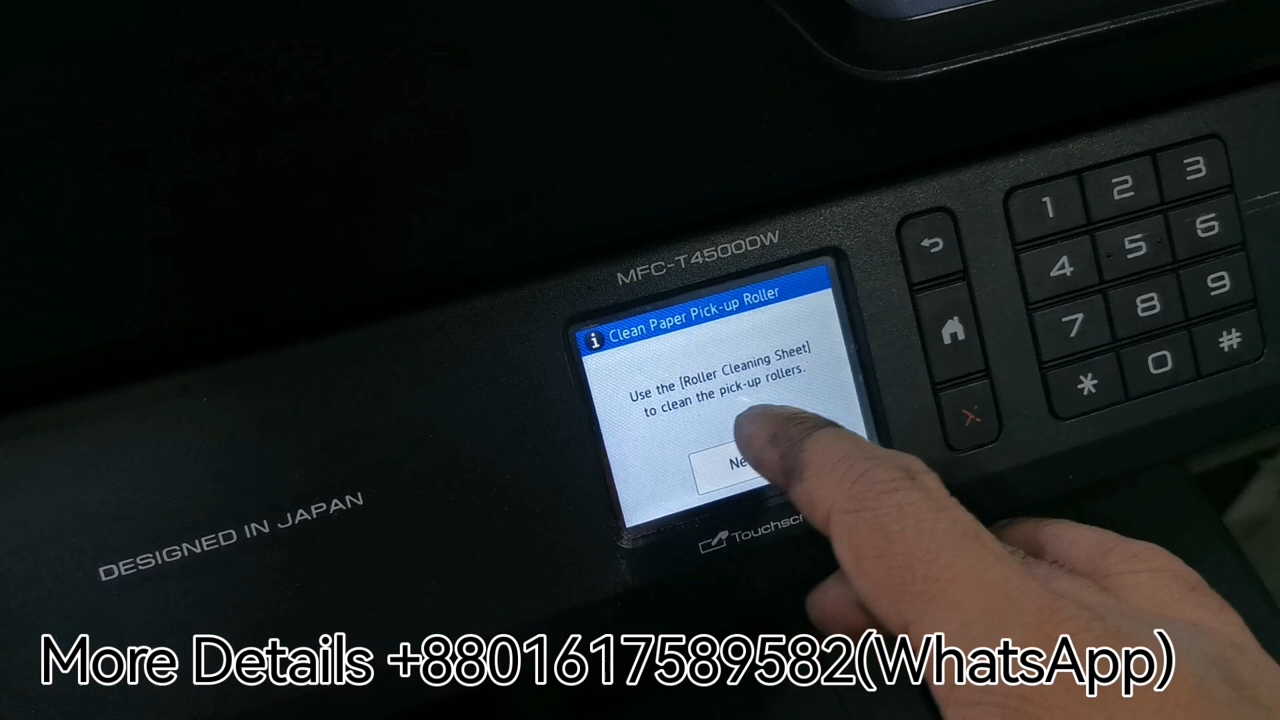 MFC-T4500DW
Clean Paper Pick-up Roller
Use the [Roller Cleaning Sheet]
to clean the pick-up rollers.
1 2 3
4 5 6
7 8 9
* 0 #
DESIGNED IN JAPAN
More Details +8801617589582(WhatsApp)